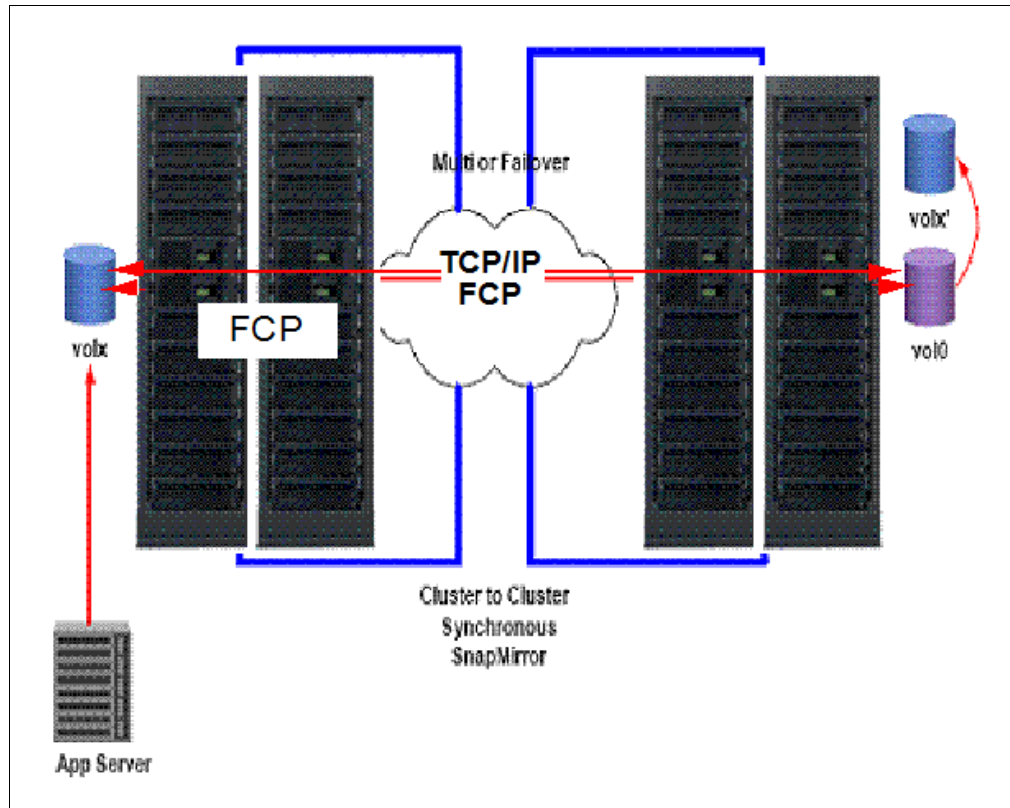 Multi or Failover
TCP/IP
FCP
FCP
volx
volx'
vol0
Cluster to Cluster
Synchronous
SnapMirror
App Server